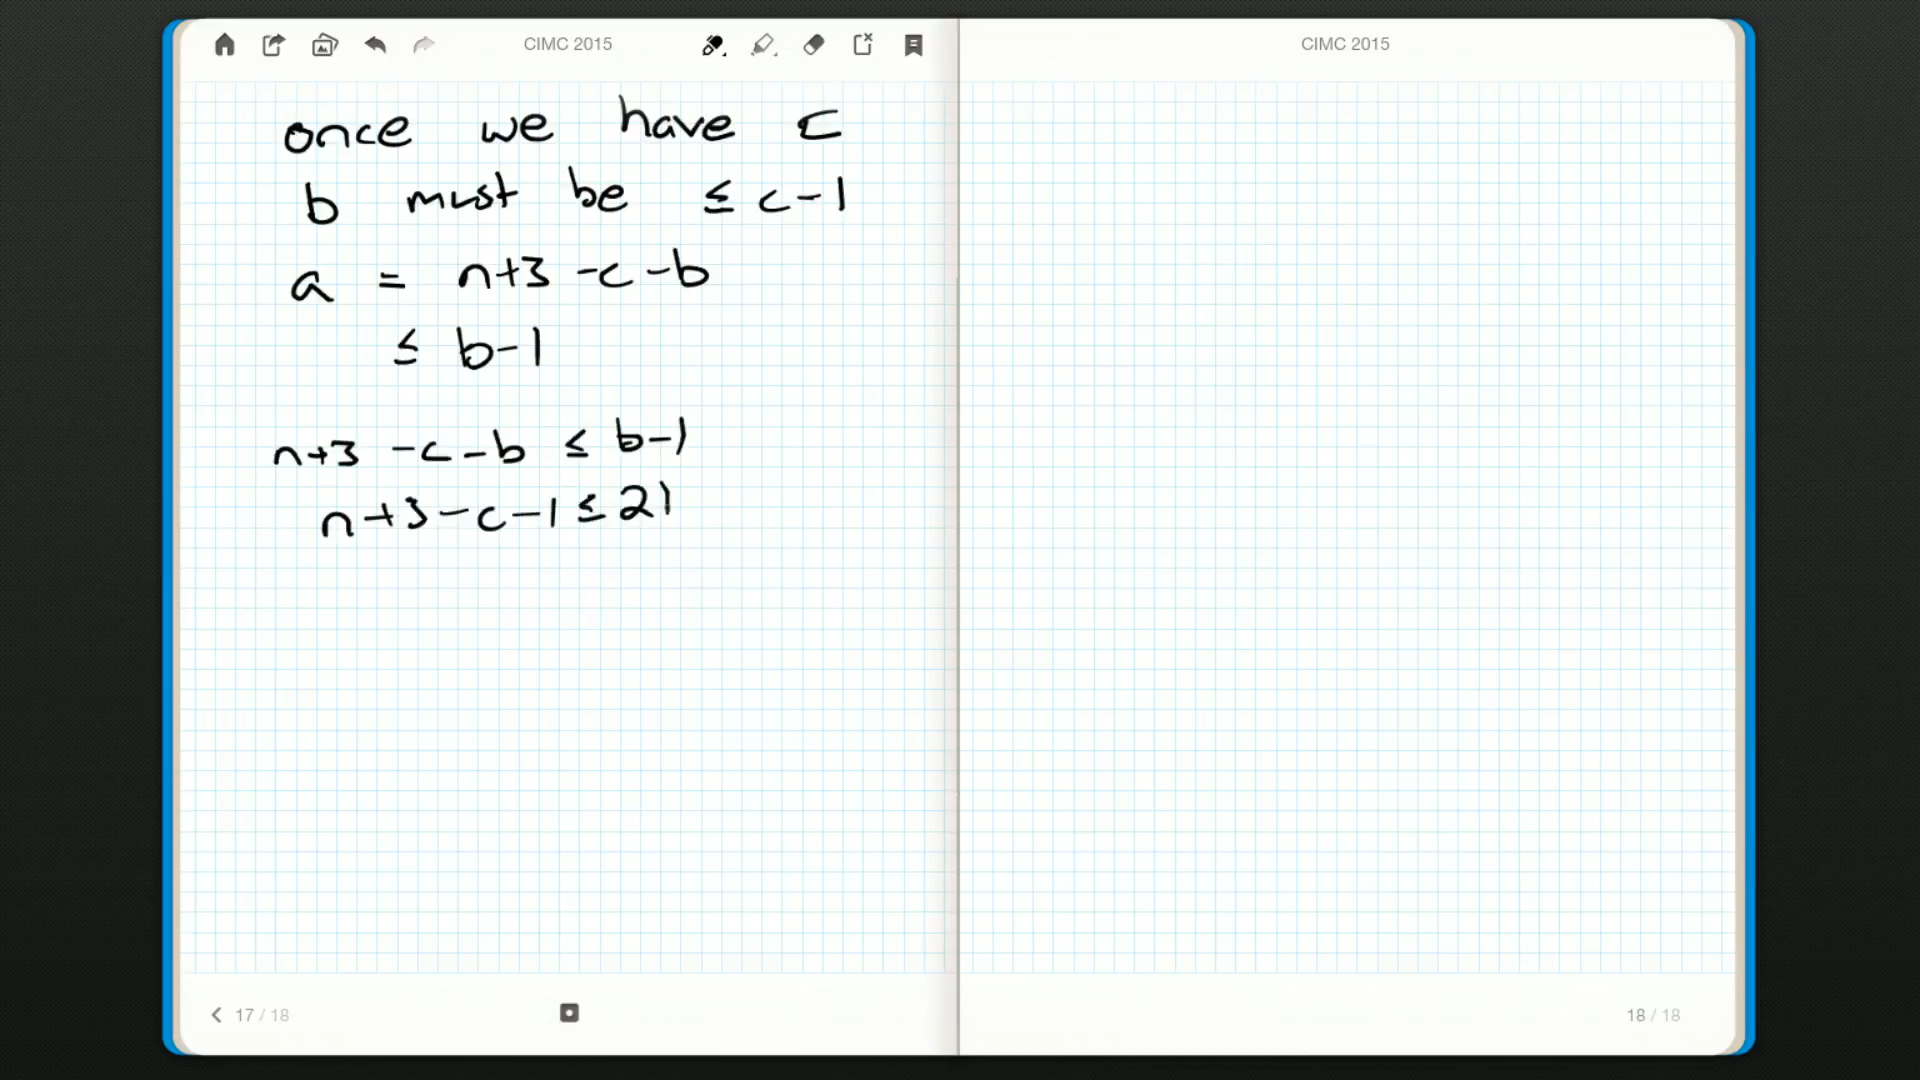 CIMC 2015
CIMC 2015
once we have c
b must be ≤ c-1
a = n+3 -c -b
≤ b-1
n+3 -c -b ≤ b-1
n+3-c-1 ≤ 21
17 / 18
18 / 18